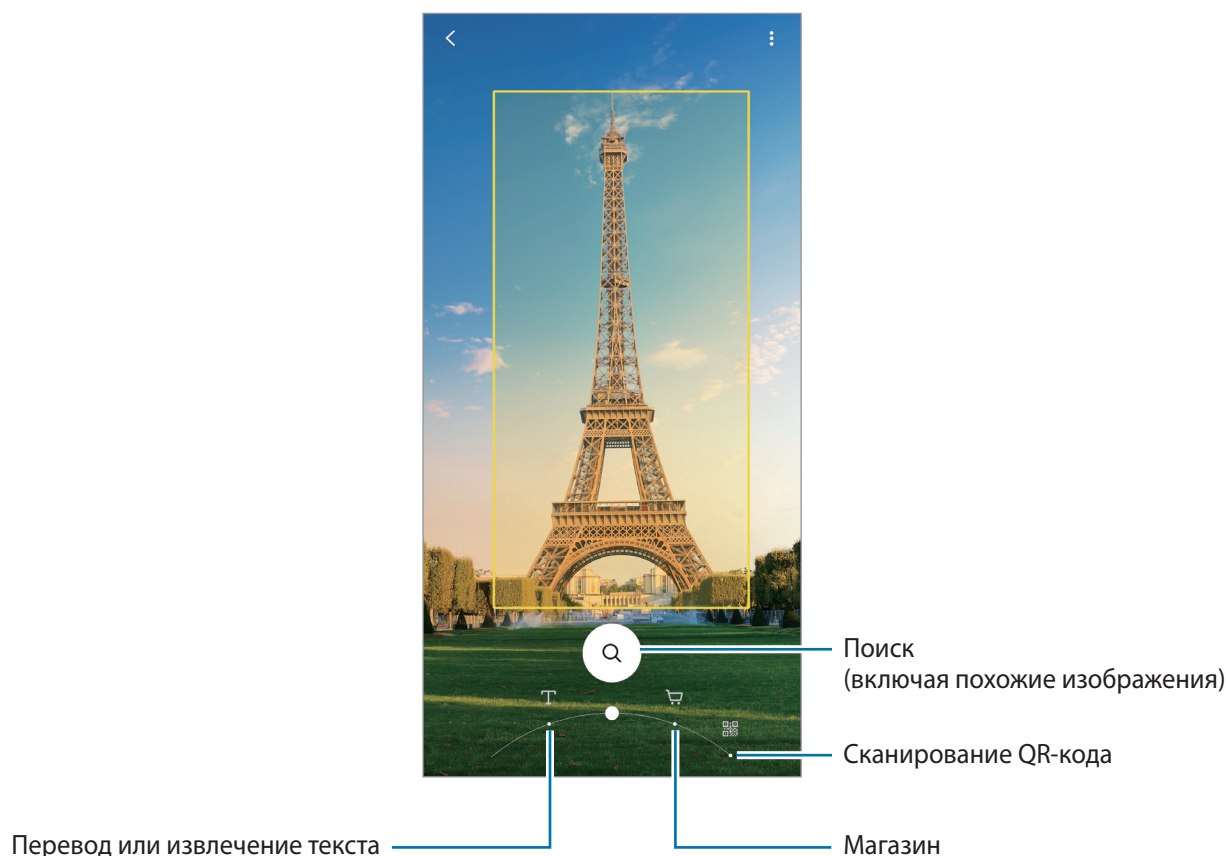 Поиск
(включая похожие изображения)
Сканирование QR-кода
Перевод или извлечение текста
Магазин